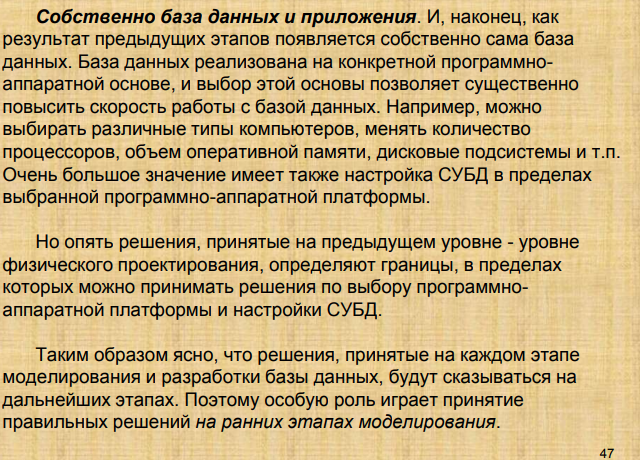 Собственно база данных и приложения. И, наконец, как
результат предыдущих этапов появляется собственно сама база
данных. База данных реализована на конкретной программно-
аппаратной основе, и выбор этой основы позволяет существенно
повысить скорость работы с базой данных. Например, можно
выбирать различные типы компьютеров, менять количество
процессоров, объем оперативной памяти, дисковые подсистемы и т.п.
Очень большое значение имеет также настройка СУБД в пределах
выбранной программно-аппаратной платформы.
Но опять решения, принятые на предыдущем уровне - уровне
физического проектирования, определяют границы, в пределах
которых можно принимать решения по выбору программно-
аппаратной платформы и настройки СУБД.
Таким образом ясно, что решения, принятые на каждом этапе
моделирования и разработки базы данных, будут сказываться на
дальнейших этапах. Поэтому особую роль играет принятие
правильных решений на ранних этапах моделирования.
47